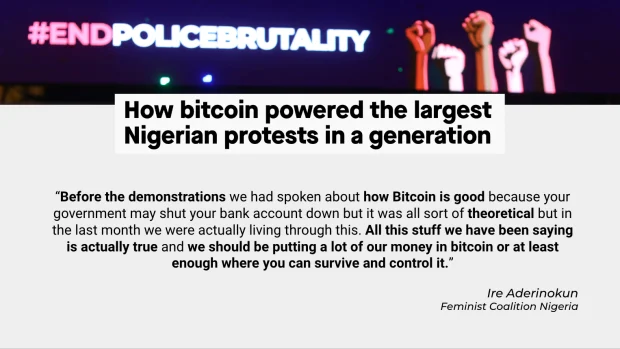 #ENDPOLICEBRUTALITY
How bitcoin powered the largest
Nigerian protests in a generation
“Before the demonstrations we had spoken about how Bitcoin is good because your
government may shut your bank account down but it was all sort of theoretical but in
the last month we were actually living through this. All this stuff we have been saying
is actually true and we should be putting a lot of our money in bitcoin or at least
enough where you can survive and control it.”
Ire Aderinokun
Feminist Coalition Nigeria